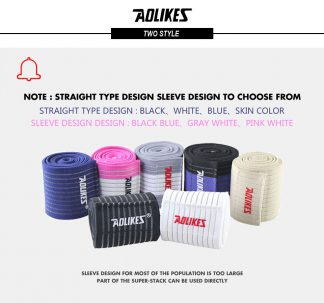 AOLIKES
TWO STYLE
NOTE : STRAIGHT TYPE DESIGN SLEEVE DESIGN TO CHOOSE FROM
STRAIGHT TYPE DESIGN : BLACK、WHITE、BLUE、SKIN COLOR
SLEEVE DESIGN DESIGN : BLACK BLUE、GRAY WHITE、PINK WHITE
AOLIKES®
AOLIKES
SLEEVE DESIGN FOR MOST OF THE POPULATION IS TOO LARGE
PART OF THE SUPER-STACK CAN BE USED DIRECTLY